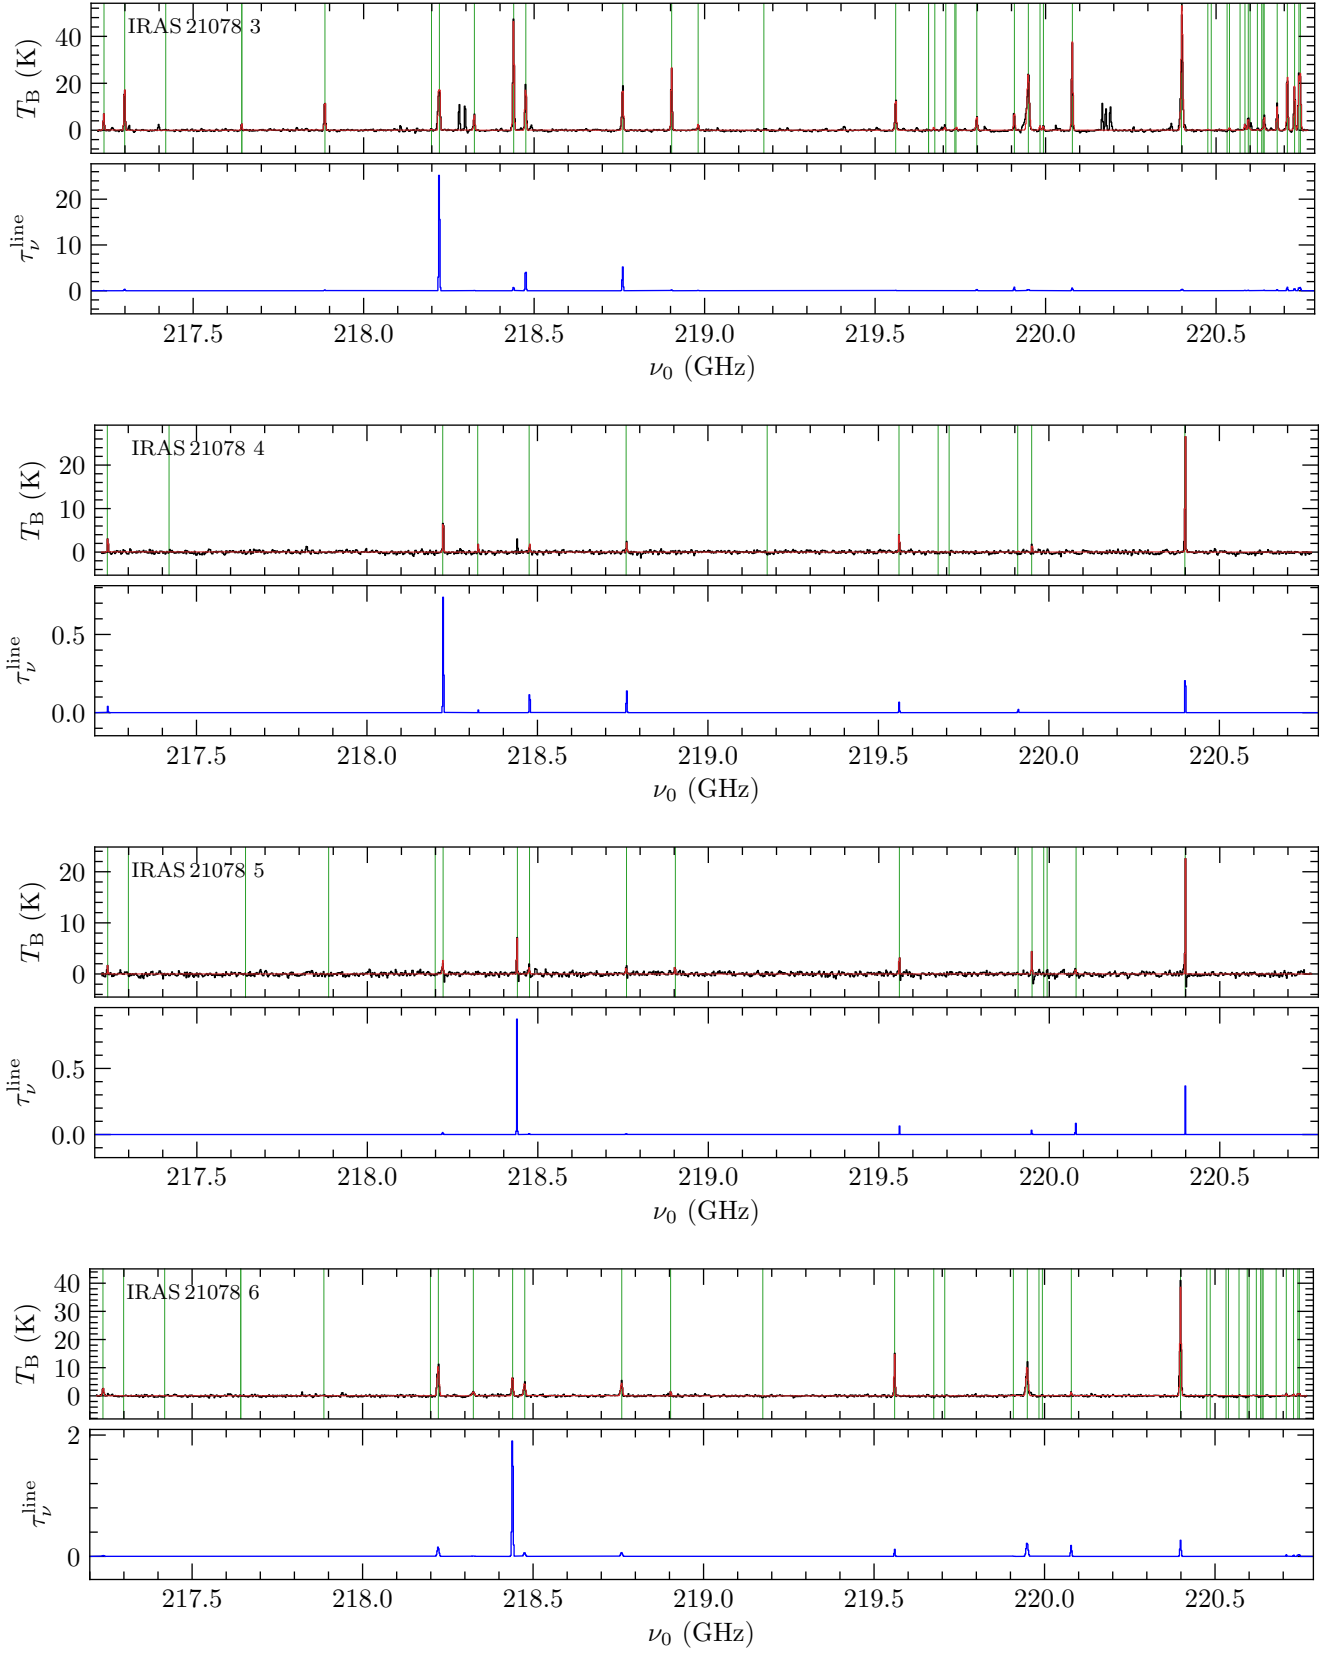 IRAS 21078 3
T_B (K)
40
20
0
τ_ν^line
20
10
0
217.5 218.0 218.5 219.0 219.5 220.0 220.5
ν_0 (GHz)
IRAS 21078 4
T_B (K)
20
10
0
τ_ν^line
0.5
0.0
217.5 218.0 218.5 219.0 219.5 220.0 220.5
ν_0 (GHz)
IRAS 21078 5
T_B (K)
20
10
0
τ_ν^line
0.5
0.0
217.5 218.0 218.5 219.0 219.5 220.0 220.5
ν_0 (GHz)
IRAS 21078 6
T_B (K)
40
30
20
10
0
τ_ν^line
2
0
217.5 218.0 218.5 219.0 219.5 220.0 220.5
ν_0 (GHz)